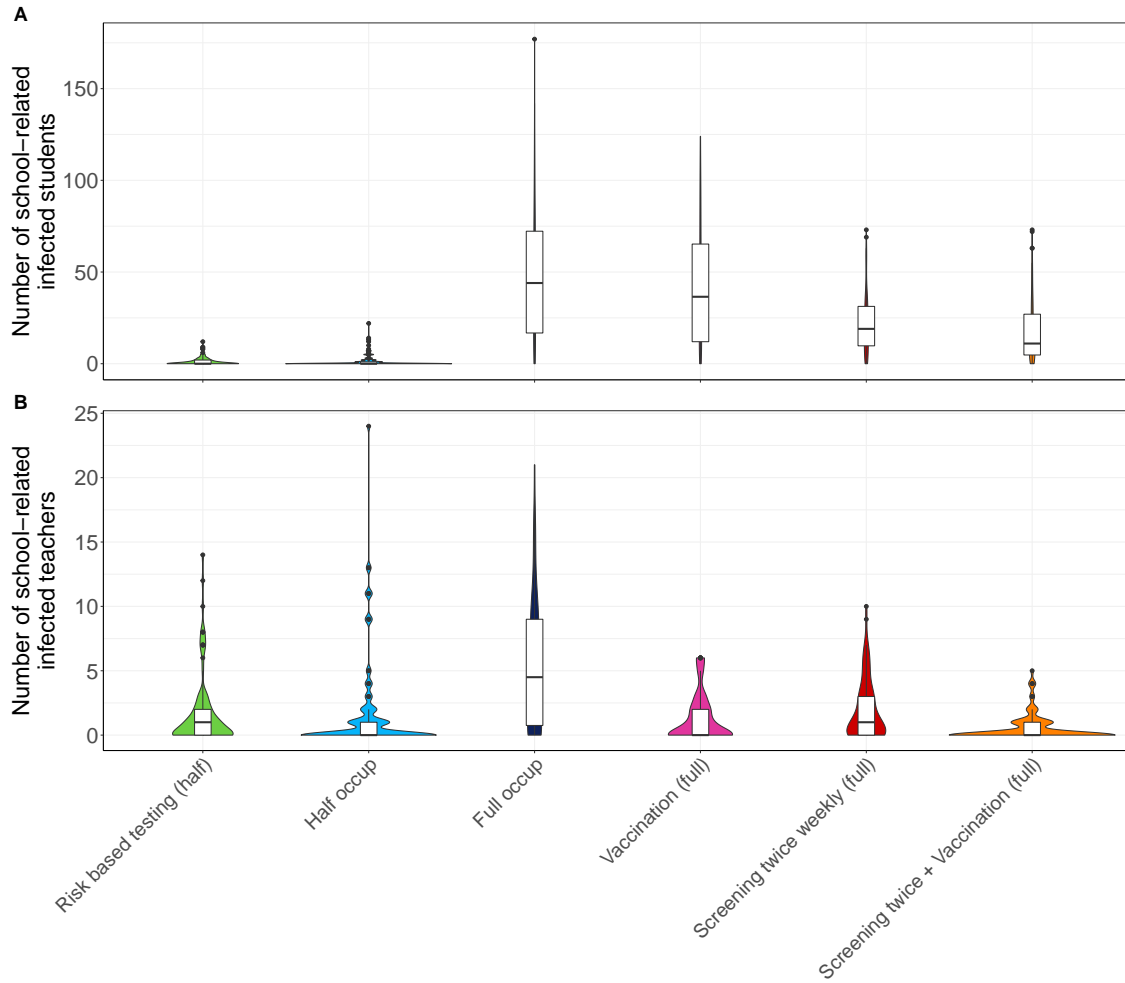 A
Number of school−related
infected students
150
100
50
0
B
Number of school−related
infected teachers
25
20
15
10
5
0
Risk based testing (half)
Half occup
Full occup
Vaccination (full)
Screening twice weekly (full)
Screening twice + Vaccination (full)